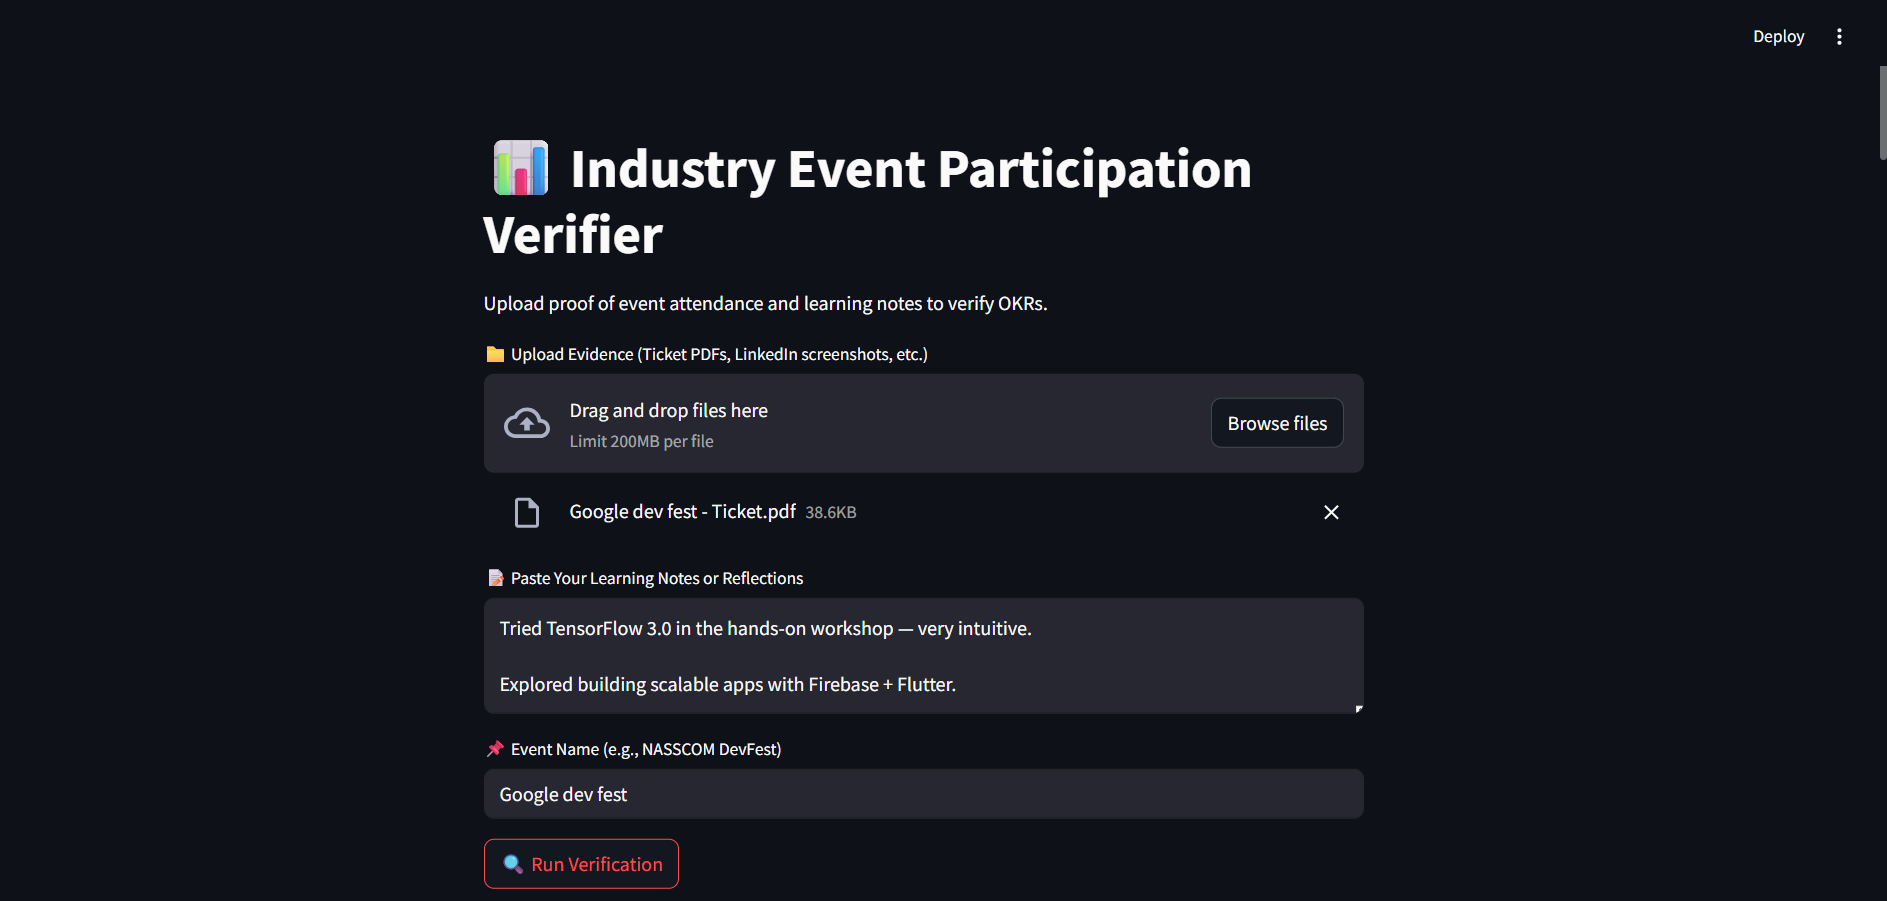 Deploy
Industry Event Participation
Verifier
Upload proof of event attendance and learning notes to verify OKRs.
Upload Evidence (Ticket PDFs, LinkedIn screenshots, etc.)
Drag and drop files here
Limit 200MB per file
Browse files
Google dev fest - Ticket.pdf 38.6KB
Paste Your Learning Notes or Reflections
Tried TensorFlow 3.0 in the hands-on workshop — very intuitive.
Explored building scalable apps with Firebase + Flutter.
Event Name (e.g., NASSCOM DevFest)
Google dev fest
Run Verification